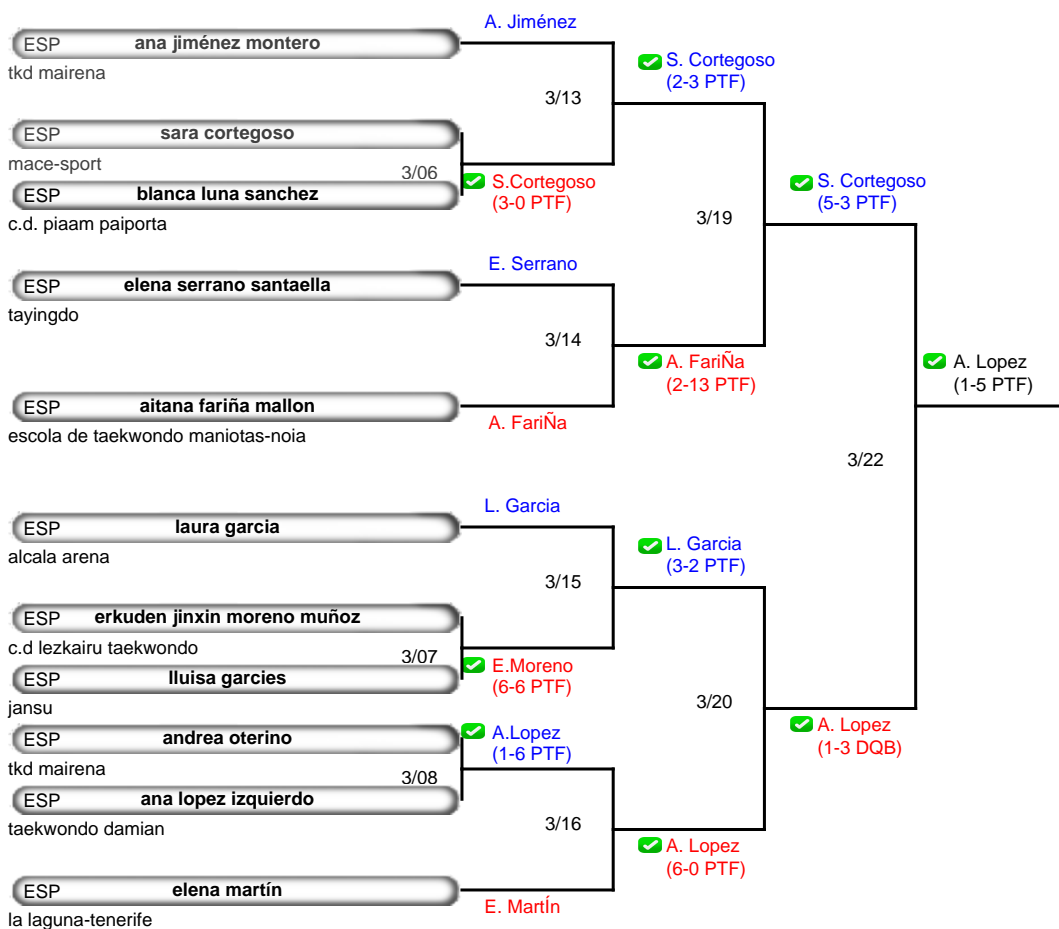 A. Jiménez
ESP ana jiménez montero
tkd mairena
S. Cortegoso
(2-3 PTF)
3/13
ESP sara cortegoso
mace-sport
3/06
S.Cortegoso
(3-0 PTF)
ESP blanca luna sanchez
c.d. piaam paiporta
S. Cortegoso
(5-3 PTF)
3/19
E. Serrano
ESP elena serrano santaella
tayingdo
3/14
A. FariÑa
(2-13 PTF)
ESP aitana fariña mallon
escola de taekwondo maniotas-noia
A. FariÑa
A. Lopez
(1-5 PTF)
3/22
L. Garcia
ESP laura garcia
alcala arena
L. Garcia
(3-2 PTF)
3/15
ESP erkuden jinxin moreno muñoz
c.d lezkairu taekwondo
3/07
E.Moreno
(6-6 PTF)
ESP lluisa garcies
jansu
3/20
A. Lopez
(1-3 DQB)
ESP andrea oterino
tkd mairena
A.Lopez
(1-6 PTF)
3/08
ESP ana lopez izquierdo
taekwondo damian
3/16
A. Lopez
(6-0 PTF)
ESP elena martín
la laguna-tenerife
E. MartÍn